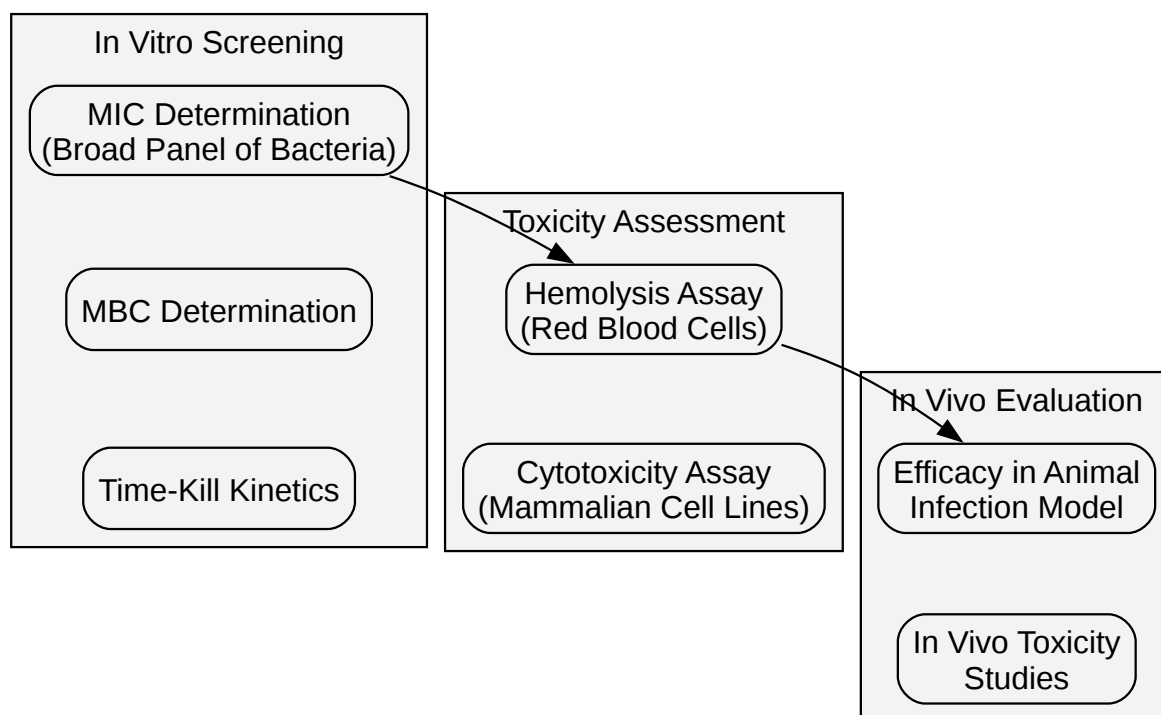 In Vitro Screening
MIC Determination
(Broad Panel of Bacteria)
MBC Determination
Time-Kill Kinetics
Toxicity Assessment
Hemolysis Assay
(Red Blood Cells)
Cytotoxicity Assay
(Mammalian Cell Lines)
In Vivo Evaluation
Efficacy in Animal
Infection Model
In Vivo Toxicity
Studies